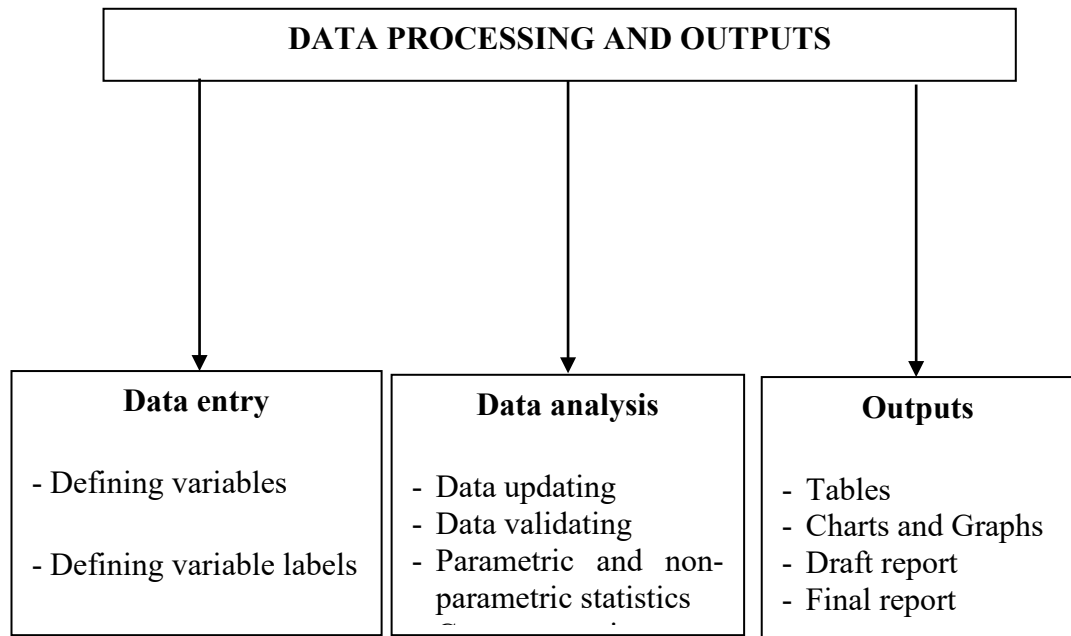 DATA PROCESSING AND OUTPUTS
Data entry
- Defining variables
- Defining variable labels
Data analysis
- Data updating
- Data validating
- Parametric and non-
parametric statistics
Outputs
- Tables
- Charts and Graphs
- Draft report
- Final report